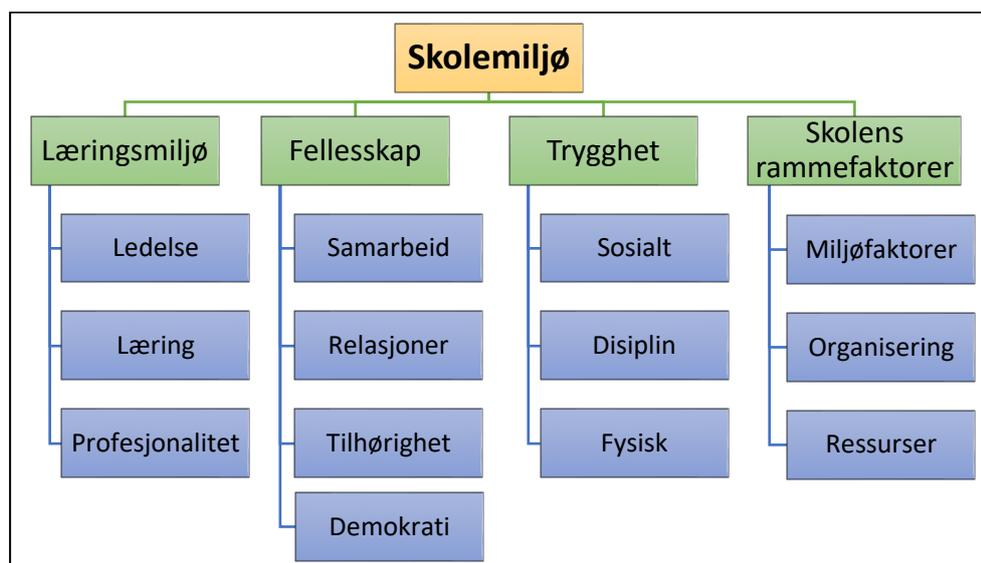 Skolemiljø
Læringsmiljø
Ledelse
Læring
Profesjonalitet
Fellesskap
Samarbeid
Relasjoner
Tilhørighet
Demokrati
Trygghet
Sosialt
Disiplin
Fysisk
Skolens
rammefaktorer
Miljøfaktorer
Organisering
Ressurser